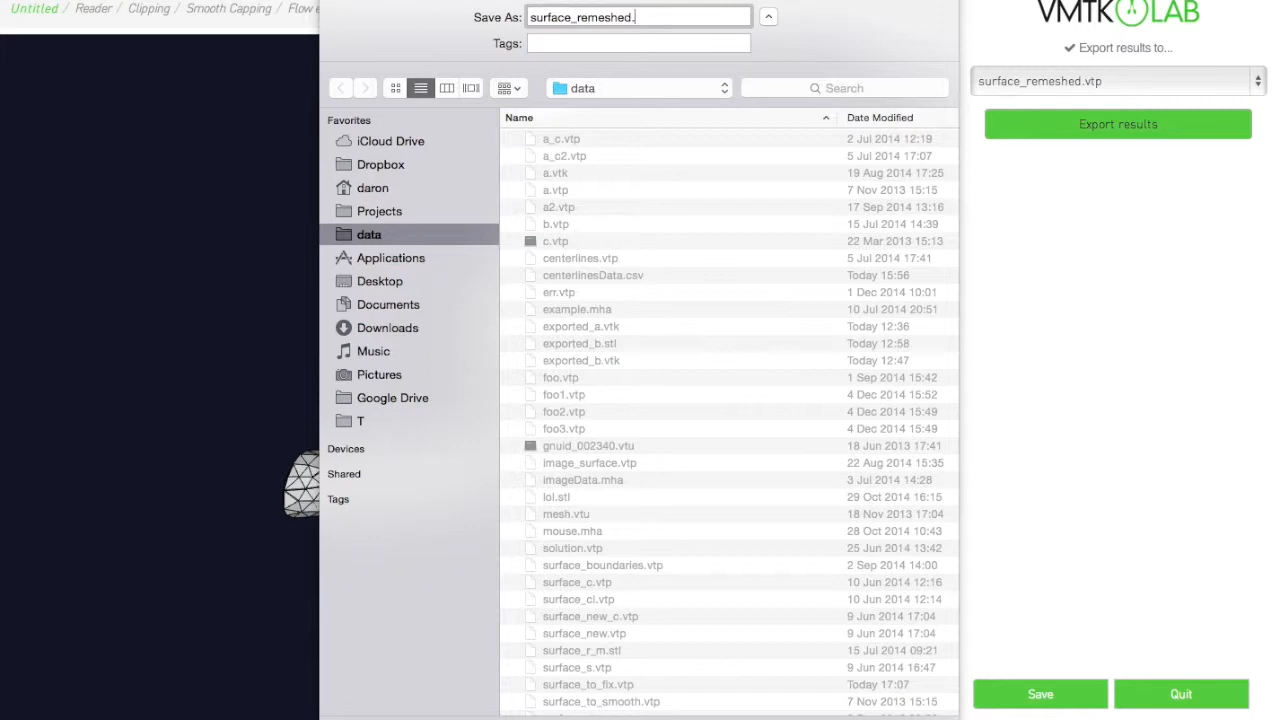 Untitled / Reader / Clipping / Smooth Capping / Flow e
Save As: surface_remeshed.
Tags:
data
Search
Favorites
iCloud Drive
Dropbox
daron
Projects
data
Applications
Desktop
Documents
Downloads
Music
Pictures
Google Drive
T
Devices
Shared
Tags
Name Date Modified
a_c.vtp 2 Jul 2014 12:19
a_c2.vtp 5 Jul 2014 17:07
a.vtk 19 Aug 2014 17:25
a.vtp 7 Nov 2013 15:15
a2.vtp 17 Sep 2014 13:16
b.vtp 15 Jul 2014 14:39
c.vtp 22 Mar 2013 15:13
centerlines.vtp 5 Jul 2014 17:41
centerlinesData.csv Today 15:56
err.vtp 1 Dec 2014 10:01
example.mha 10 Jul 2014 20:51
exported_a.vtk Today 12:36
exported_b.stl Today 12:58
exported_b.vtk Today 12:47
foo.vtp 1 Sep 2014 15:42
foo1.vtp 4 Dec 2014 15:52
foo2.vtp 4 Dec 2014 15:49
foo3.vtp 4 Dec 2014 15:49
gnuid_002340.vtu 18 Jun 2013 17:41
image_surface.vtp 22 Aug 2014 15:35
imageData.mha 3 Jul 2014 14:28
lol.stl 29 Oct 2014 16:15
mesh.vtu 18 Nov 2013 17:04
mouse.mha 28 Oct 2014 10:43
solution.vtp 25 Jun 2014 13:42
surface_boundaries.vtp 2 Sep 2014 14:00
surface_c.vtp 10 Jun 2014 12:16
surface_cl.vtp 10 Jun 2014 12:14
surface_new_c.vtp 9 Jun 2014 17:04
surface_new.vtp 9 Jun 2014 17:04
surface_r_m.stl 15 Jul 2014 09:21
surface_s.vtp 9 Jun 2014 16:47
surface_to_fix.vtp Today 17:07
surface_to_smooth.vtp 7 Nov 2013 15:15
VMTK LAB
Export results to...
surface_remeshed.vtp
Export results
Save Quit